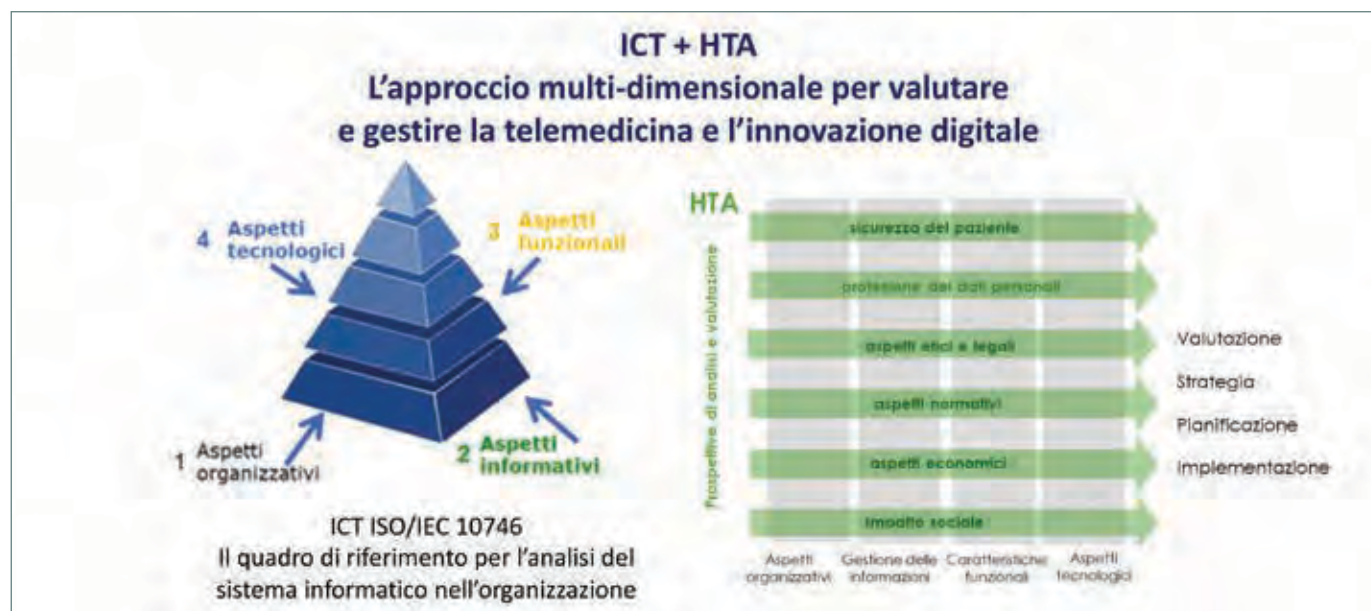 ICT + HTA
L’approccio multi-dimensionale per valutare
e gestire la telemedicina e l’innovazione digitale
4 Aspetti
tecnologici
3 Aspetti
funzionali
1 Aspetti
organizzativi
2 Aspetti
informativi
ICT ISO/IEC 10746
Il quadro di riferimento per l’analisi del
sistema informatico nell’organizzazione
HTA
Prospettive di analisi e valutazione
sicurezza del paziente
protezione dei dati personali
aspetti etici e legali
aspetti normativi
aspetti economici
Impatto sociale
Aspetti
organizzativi
Gestione delle
informazioni
Caratteristiche
funzionali
Aspetti
tecnologici
Valutazione
Strategia
Pianificazione
Implementazione